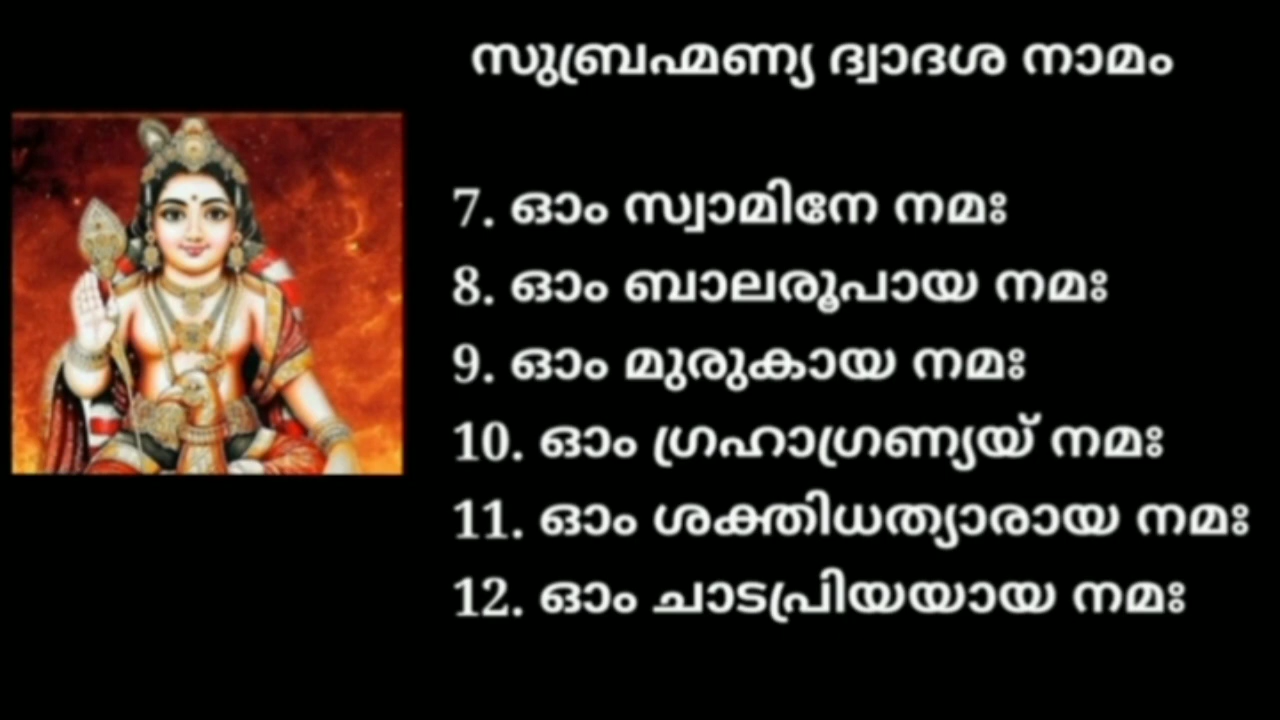 സുബ്രഹ്മണ്യ ദ്വാദശ നാമം
7. ഓം സ്വാമിനേ നമഃ
8. ഓം ബാലരൂപായ നമഃ
9. ഓം മുരുകായ നമഃ
10. ഓം ഗ്രഹാഗ്രണ്യയ് നമഃ
11. ഓം ശക്തിധത്യാരായ നമഃ
12. ഓം ചാടപ്രിയയായ നമഃ